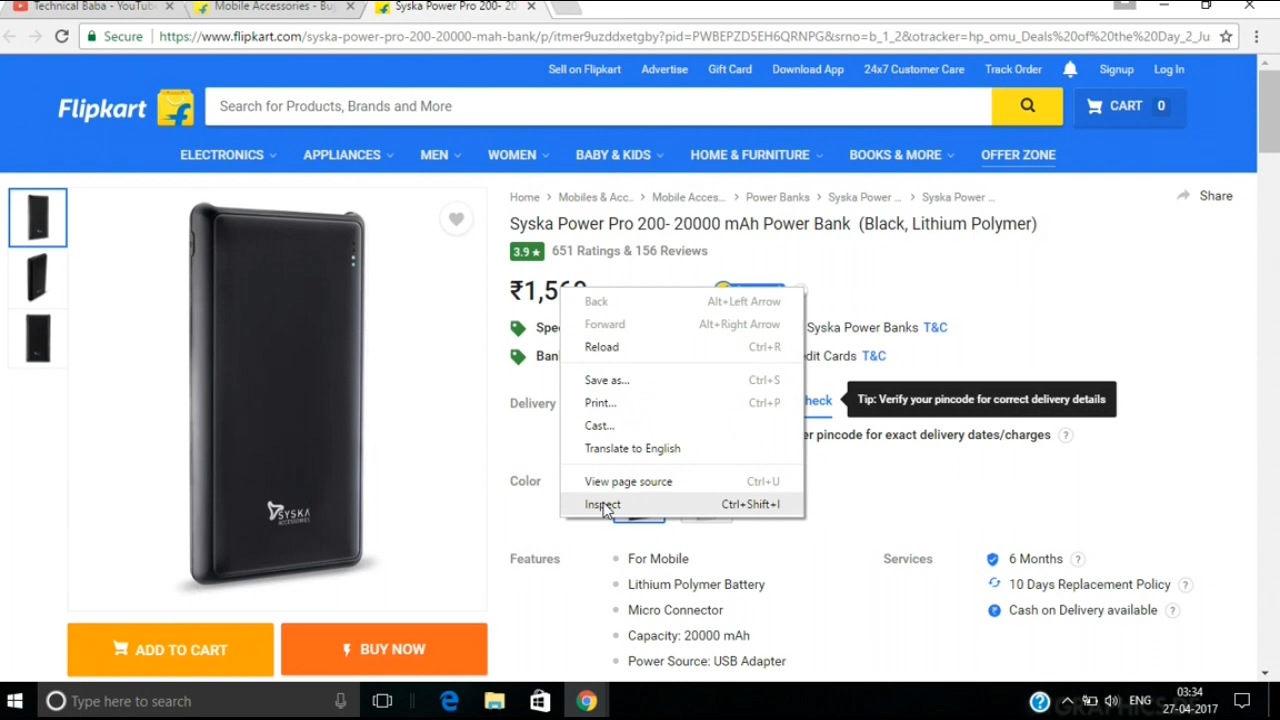 Technical Baba - YouTub
Mobile Accessories - Bu
Syska Power Pro 200- 20
Secure
https://www.flipkart.com/syska-power-pro-200-20000-mah-bank/p/itmer9uzddxetgby?pid=PWBEPZD5EH6QRNPG&srno=b_1_2&otracker=hp_omu_Deals%20of%20the%20Day_2_Ju
Sell on Flipkart Advertise Gift Card Download App 24x7 Customer Care Track Order Signup Log In
Flipkart
Search for Products, Brands and More
CART 0
ELECTRONICS APPLIANCES MEN WOMEN BABY & KIDS HOME & FURNITURE BOOKS & MORE OFFER ZONE
Home > Mobiles & Acc.. > Mobile Acces... > Power Banks > Syska Power ... > Syska Power ...
Share
Syska Power Pro 200- 20000 mAh Power Bank (Black, Lithium Polymer)
3.9 ★ 651 Ratings & 156 Reviews
₹1,5
Back Alt+Left Arrow
Forward Alt+Right Arrow
Reload Ctrl+R
Save as... Ctrl+S
Print... Ctrl+P
Cast...
Translate to English
View page source Ctrl+U
Inspect Ctrl+Shift+I
Spe
Syska Power Banks T&C
Ban
dit Cards T&C
Delivery
heck
Tip: Verify your pincode for correct delivery details
r pincode for exact delivery dates/charges ?
Color
SYSKA
ACCESSORIES
Features
For Mobile
Lithium Polymer Battery
Micro Connector
Capacity: 20000 mAh
Power Source: USB Adapter
Services
6 Months ?
10 Days Replacement Policy ?
Cash on Delivery available ?
ADD TO CART
BUY NOW
Type here to search
ENG
03:34
27-04-2017